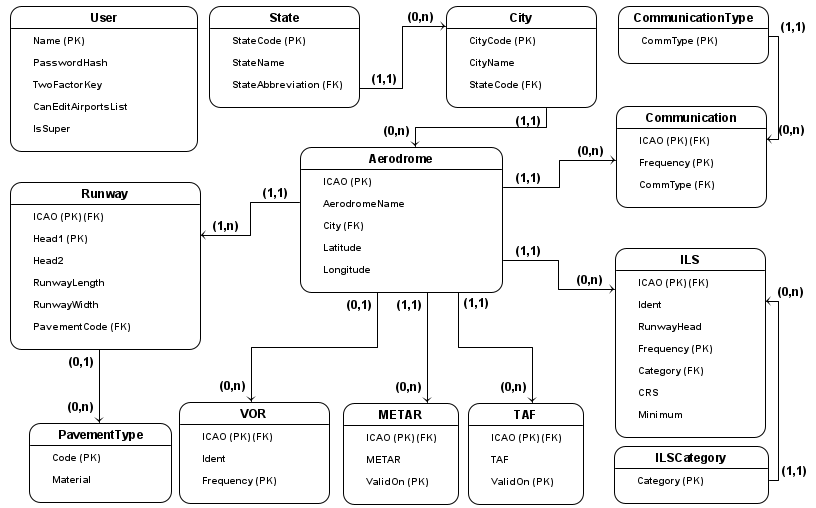 User
Name (PK)
PasswordHash
TwoFactorKey
CanEditAirportsList
IsSuper
State
StateCode (PK)
StateName
StateAbbreviation (FK)
(1,1)
(0,n)
City
CityCode (PK)
CityName
StateCode (FK)
(1,1)
(0,n)
CommunicationType
CommType (PK)
(1,1)
(0,n)
Communication
ICAO (PK)(FK)
Frequency (PK)
CommType (FK)
Aerodrome
ICAO (PK)
AerodromeName
City (FK)
Latitude
Longitude
(1,1)
(0,n)
(1,1)
(0,n)
(1,1)
(1,n)
Runway
ICAO (PK)(FK)
Head1 (PK)
Head2
RunwayLength
RunwayWidth
PavementCode (FK)
(0,1)
(0,n)
PavementType
Code (PK)
Material
(0,1)
(1,1)
(1,1)
(0,n)
(0,n)
(0,n)
VOR
ICAO (PK)(FK)
Ident
Frequency (PK)
METAR
ICAO (PK)(FK)
METAR
ValidOn (PK)
TAF
ICAO (PK)(FK)
TAF
ValidOn (PK)
ILS
ICAO (PK)(FK)
Ident
RunwayHead
Frequency (PK)
Category (FK)
CRS
Minimum
(0,n)
ILSCategory
Category (PK)
(1,1)